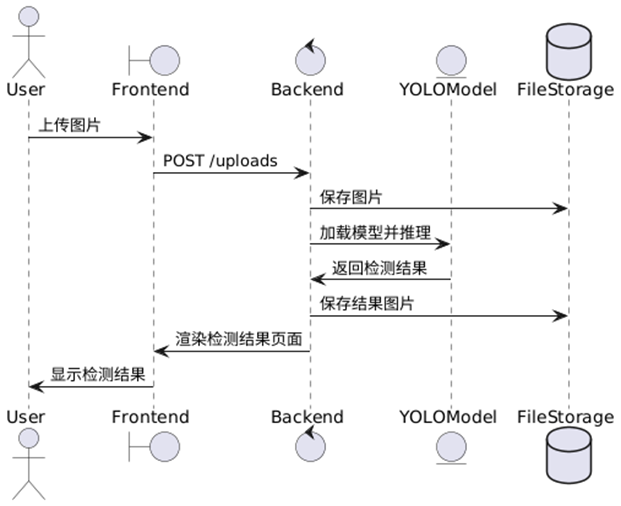 User Frontend Backend YOLOModel FileStorage
上传图片
POST /uploads
保存图片
加载模型并推理
返回检测结果
保存结果图片
渲染检测结果页面
显示检测结果
User Frontend Backend YOLOModel FileStorage